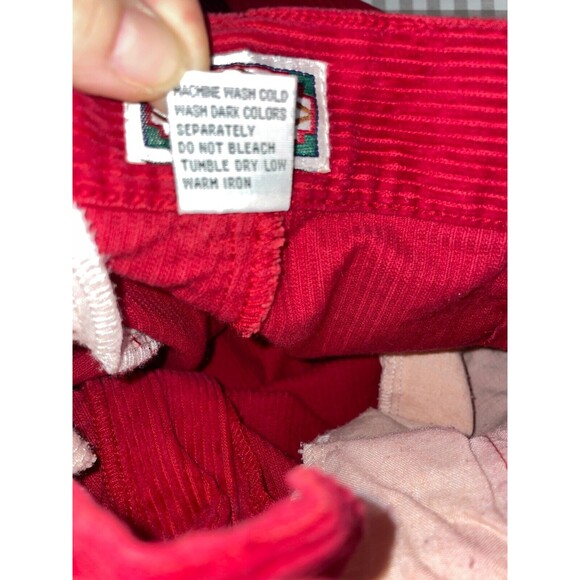 MACHINE WASH COLD
WASH DARK COLORS
SEPARATELY
DO NOT BLEACH
TUMBLE DRY LOW
WARM IRON